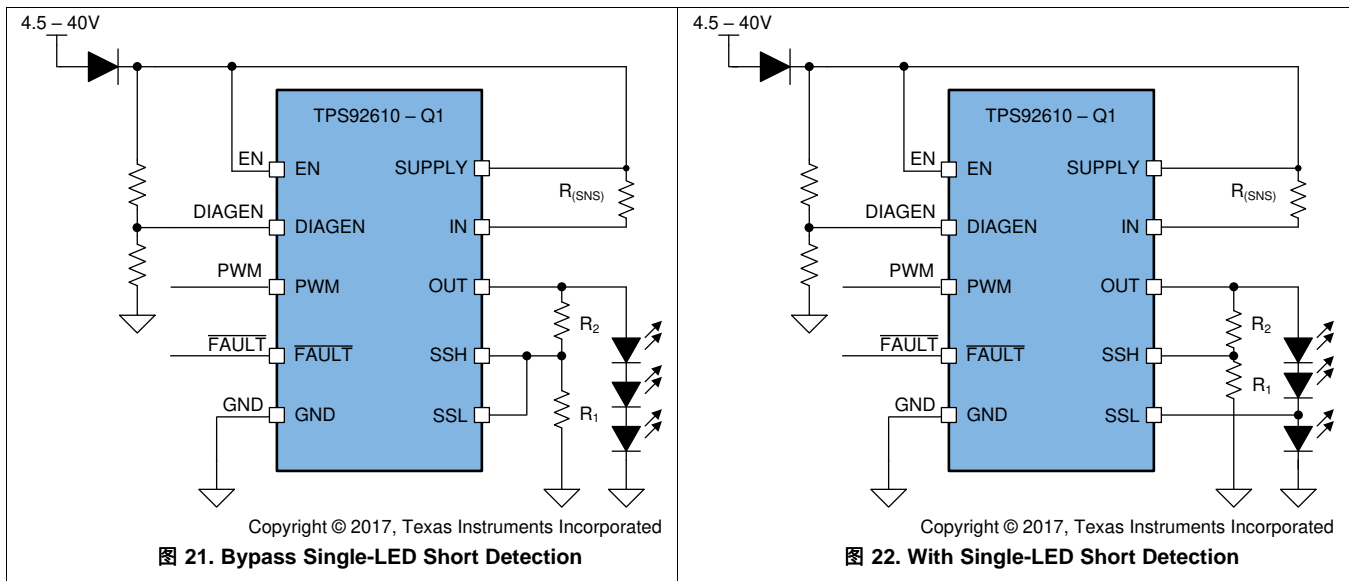 4.5 – 40V
TPS92610 – Q1
EN
EN
SUPPLY
R(SNS)
DIAGEN
DIAGEN
IN
PWM
PWM
OUT
R2
FAULT
FAULT
SSH
R1
GND
GND
SSL
Copyright © 2017, Texas Instruments Incorporated
图 21. Bypass Single-LED Short Detection
4.5 – 40V
TPS92610 – Q1
EN
EN
SUPPLY
R(SNS)
DIAGEN
DIAGEN
IN
PWM
PWM
OUT
R2
FAULT
FAULT
SSH
R1
GND
GND
SSL
Copyright © 2017, Texas Instruments Incorporated
图 22. With Single-LED Short Detection